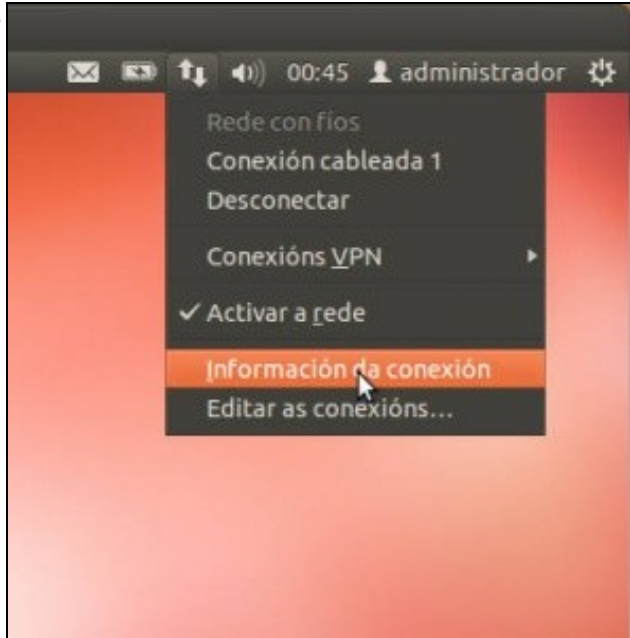 00:45 administrador
Rede con fíos
Conexión cableada 1
Desconectar
Conexións VPN
Activar a rede
Información da conexión
Editar as conexións...